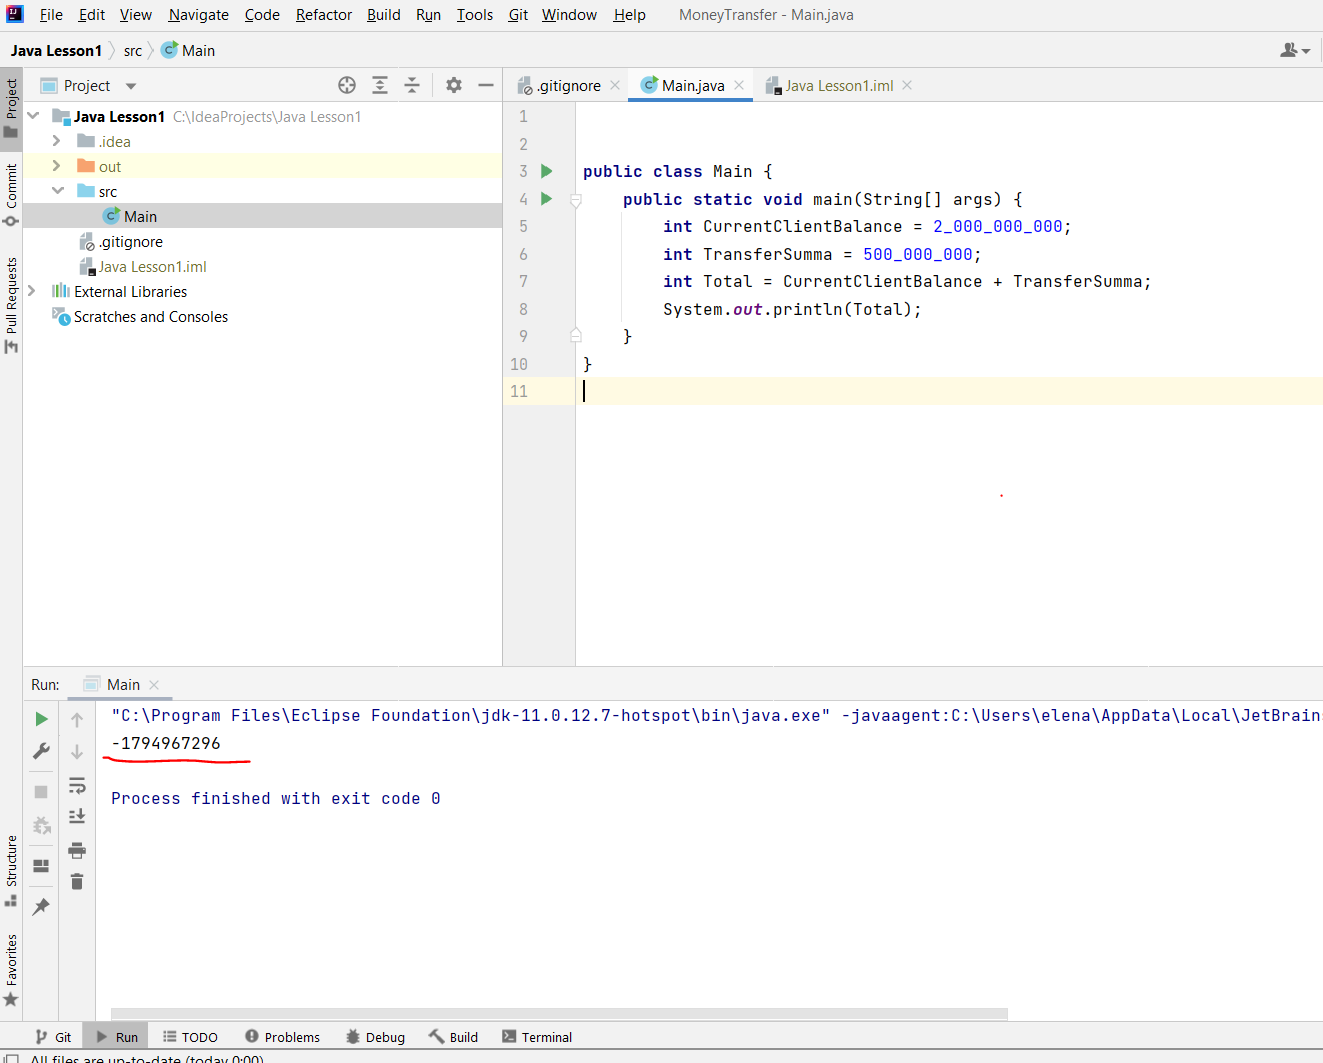 File Edit View Navigate Code Refactor Build Run Tools Git Window Help MoneyTransfer - Main.java
Java Lesson1 src Main
Project
Project
Commit
Pull Requests
Java Lesson1 C:\IdeaProjects\Java Lesson1
.idea
out
src
Main
.gitignore
Java Lesson1.iml
External Libraries
Scratches and Consoles
.gitignore Main.java Java Lesson1.iml
1
2
3 public class Main {
4 public static void main(String[] args) {
5 int CurrentClientBalance = 2_000_000_000;
6 int TransferSumma = 500_000_000;
7 int Total = CurrentClientBalance + TransferSumma;
8 System.out.println(Total);
9 }
10 }
11
Run: Main
"C:\Program Files\Eclipse Foundation\jdk-11.0.12.7-hotspot\bin\java.exe" -javaagent:C:\Users\elena\AppData\Local\JetBrain
-1794967296
Process finished with exit code 0
Structure
Favorites
Git Run TODO Problems Debug Build Terminal
All files are up-to-date (today 0:00)